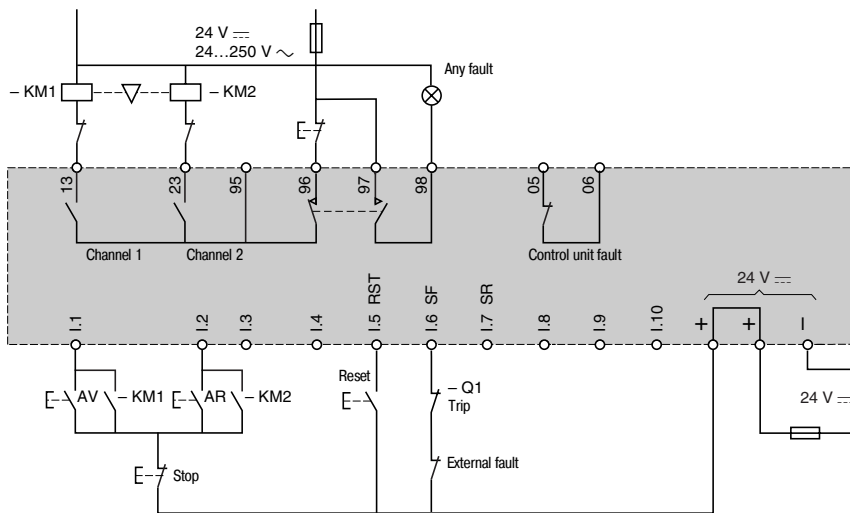 24 V ⎓
24...250 V ∼
Any fault
– KM1
– KM2
13
23
95
96
97
98
05
06
Channel 1
Channel 2
Control unit fault
24 V ⎓
I.1
I.2
I.3
I.4
I.5 RST
I.6 SF
I.7 SR
I.8
I.9
I.10
+
+
–
AV
– KM1
AR
– KM2
Reset
– Q1
Trip
24 V ⎓
Stop
External fault